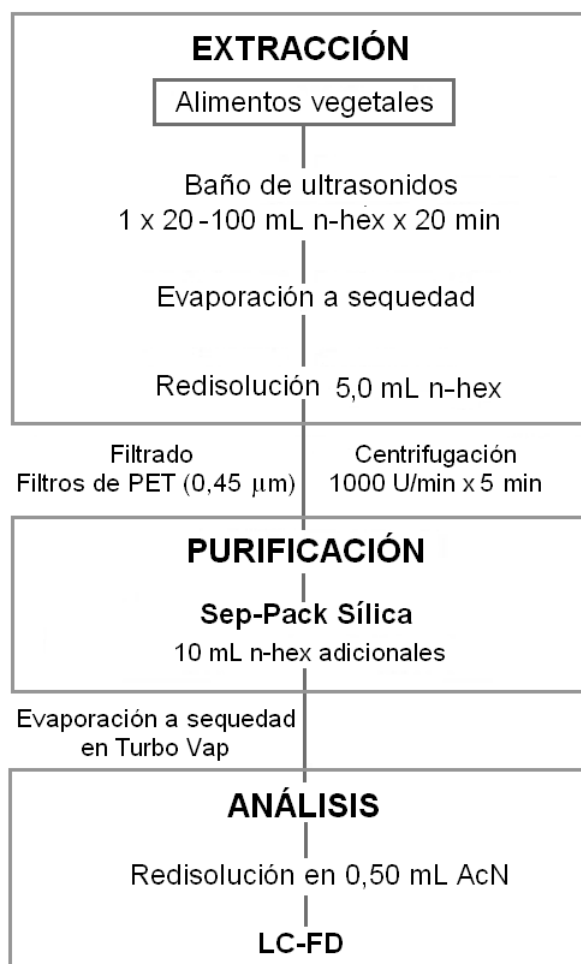 EXTRACCIÓN
Alimentos vegetales
Baño de ultrasonidos
1 x 20 -100 mL n-hex x 20 min
Evaporación a sequedad
Redisolución 5,0 mL n-hex
Filtrado
Filtros de PET (0,45 μm)
Centrifugación
1000 U/min x 5 min
PURIFICACIÓN
Sep-Pack Sílica
10 mL n-hex adicionales
Evaporación a sequedad
en Turbo Vap
ANÁLISIS
Redisolución en 0,50 mL AcN
LC-FD